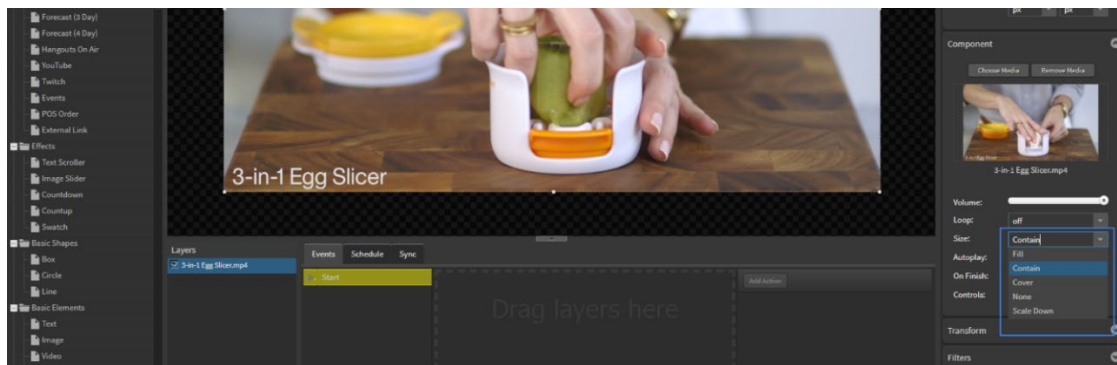 Forecast (3 Day)
Forecast (4 Day)
Hangouts On Air
YouTube
Twitch
Events
POS Order
External Link
Effects
Text Scroller
Image Slider
Countdown
Countup
Swatch
Basic Shapes
Box
Circle
Line
Basic Elements
Text
Image
Video
3-in-1 Egg Slicer
Layers
3-in-1 Egg Slicer.mp4
Events Schedule Sync
Start
Drag layers here
Add Action
px px
Component
Choose Media Remove Media
3-in-1 Egg Slicer.mp4
Volume:
Loop: off
Size: Contain
Autoplay:
On Finish:
Controls:
Fill
Contain
Cover
None
Scale Down
Transform
Filters